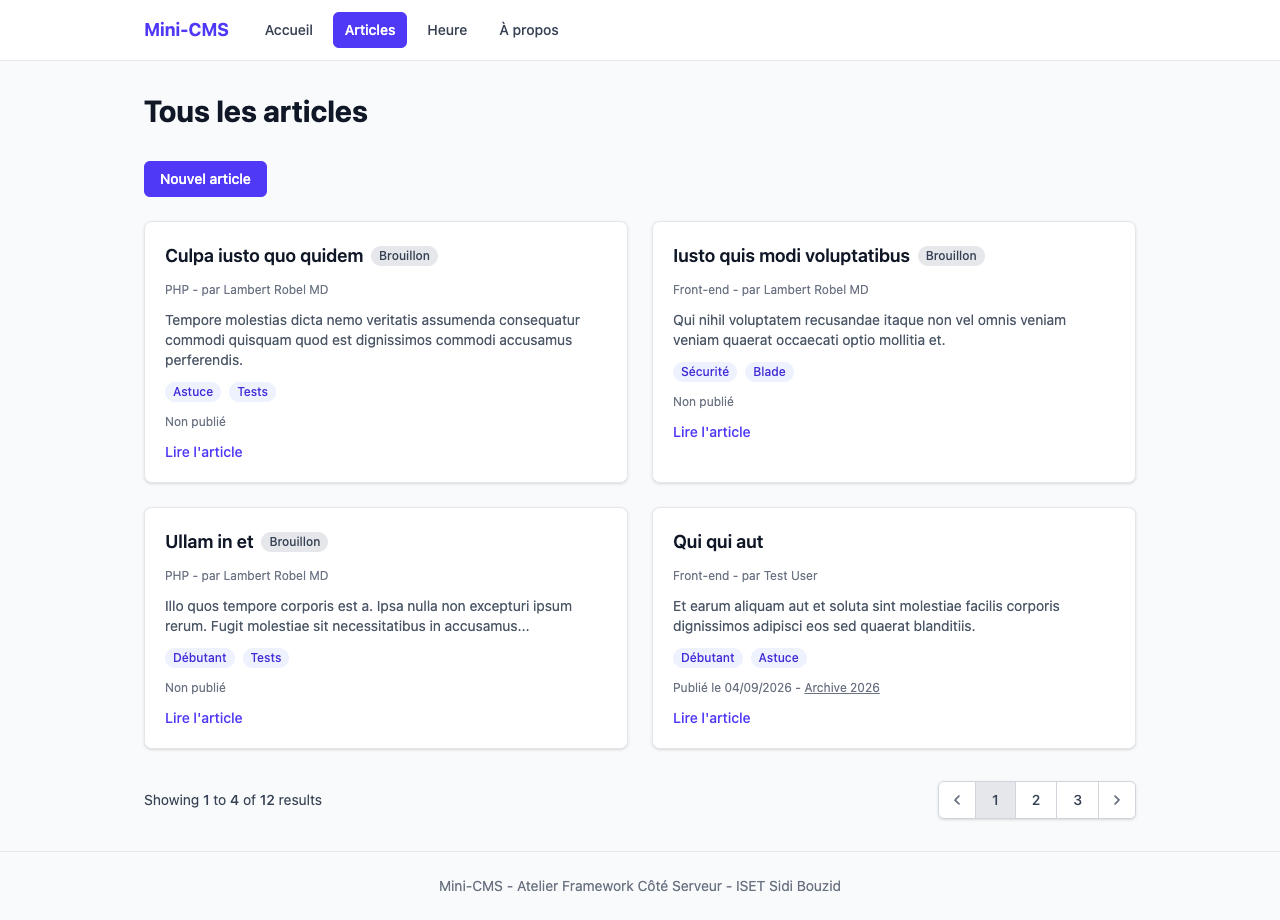 Mini-CMS Accueil Articles Heure À propos
Tous les articles
Nouvel article
Culpa iusto quo quidem Brouillon
PHP - par Lambert Robel MD
Tempore molestias dicta nemo veritatis assumenda consequatur
commodi quisquam quod est dignissimos commodi accusamus
perferendis.
Astuce Tests
Non publié
Lire l'article
Iusto quis modi voluptatibus Brouillon
Front-end - par Lambert Robel MD
Qui nihil voluptatem recusandae itaque non vel omnis veniam
veniam quaerat occaecati optio mollitia et.
Sécurité Blade
Non publié
Lire l'article
Ullam in et Brouillon
PHP - par Lambert Robel MD
Illo quos tempore corporis est a. Ipsa nulla non excepturi ipsum
rerum. Fugit molestiae sit necessitatibus in accusamus...
Débutant Tests
Non publié
Lire l'article
Qui qui aut
Front-end - par Test User
Et earum aliquam aut et soluta sint molestiae facilis corporis
dignissimos adipisci eos sed quaerat blanditiis.
Débutant Astuce
Publié le 04/09/2026 - Archive 2026
Lire l'article
Showing 1 to 4 of 12 results
1 2 3
Mini-CMS - Atelier Framework Côté Serveur - ISET Sidi Bouzid